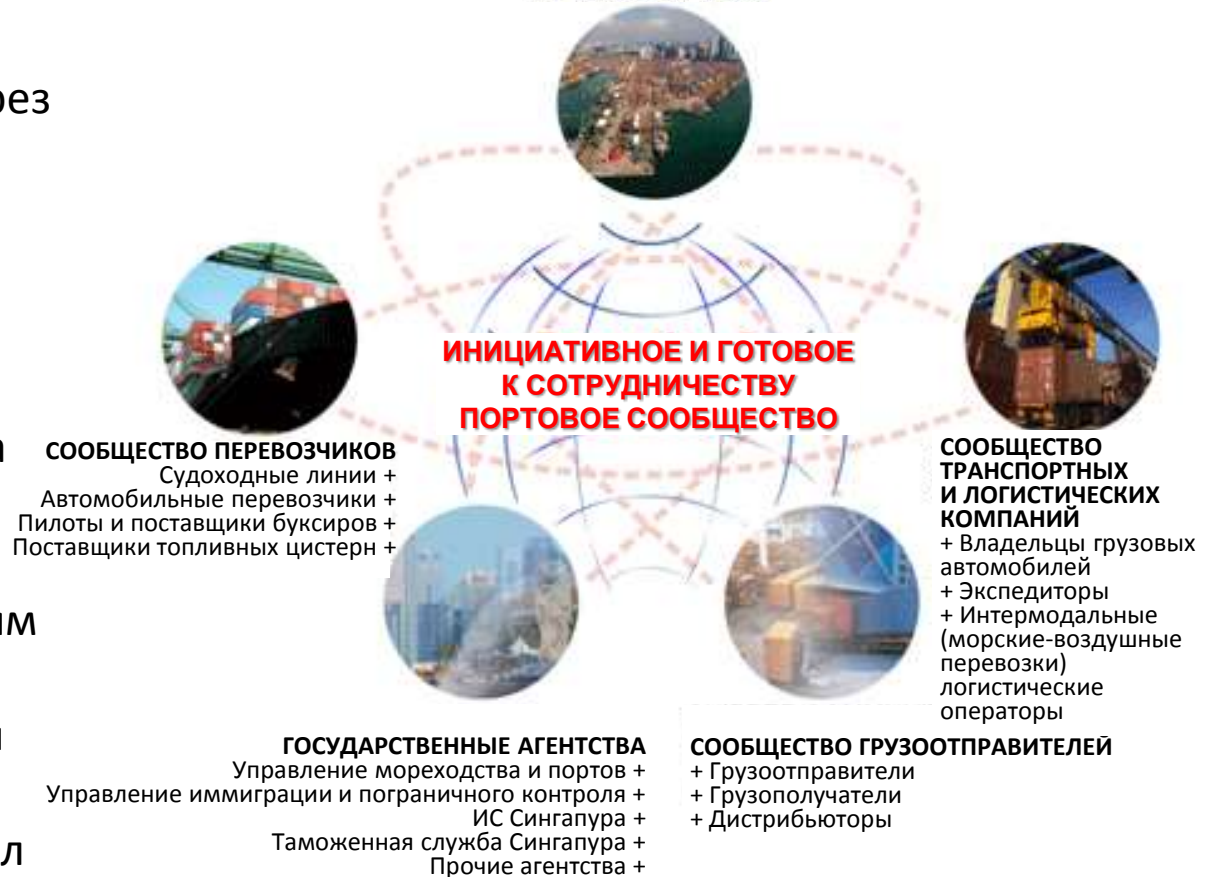 рез
ИНИЦИАТИВНОЕ И ГОТОВОЕ
К СОТРУДНИЧЕСТВУ
ПОРТОВОЕ СООБЩЕСТВО
СООБЩЕСТВО ПЕРЕВОЗЧИКОВ
Судоходные линии +
Автомобильные перевозчики +
Пилоты и поставщики буксиров +
Поставщики топливных цистерн +
СООБЩЕСТВО
ТРАНСПОРТНЫХ
И ЛОГИСТИЧЕСКИХ
КОМПАНИЙ
+ Владельцы грузовых
автомобилей
+ Экспедиторы
+ Интермодальные
(морские-воздушные
перевозки)
логистические
операторы
ым
ГОСУДАРСТВЕННЫЕ АГЕНТСТВА
Управление мореходства и портов +
Управление иммиграции и пограничного контроля +
ИС Сингапура +
Таможенная служба Сингапура +
Прочие агентства +
СООБЩЕСТВО ГРУЗООТПРАВИТЕЛЕЙ
+ Грузоотправители
+ Грузополучатели
+ Дистрибьюторы
л